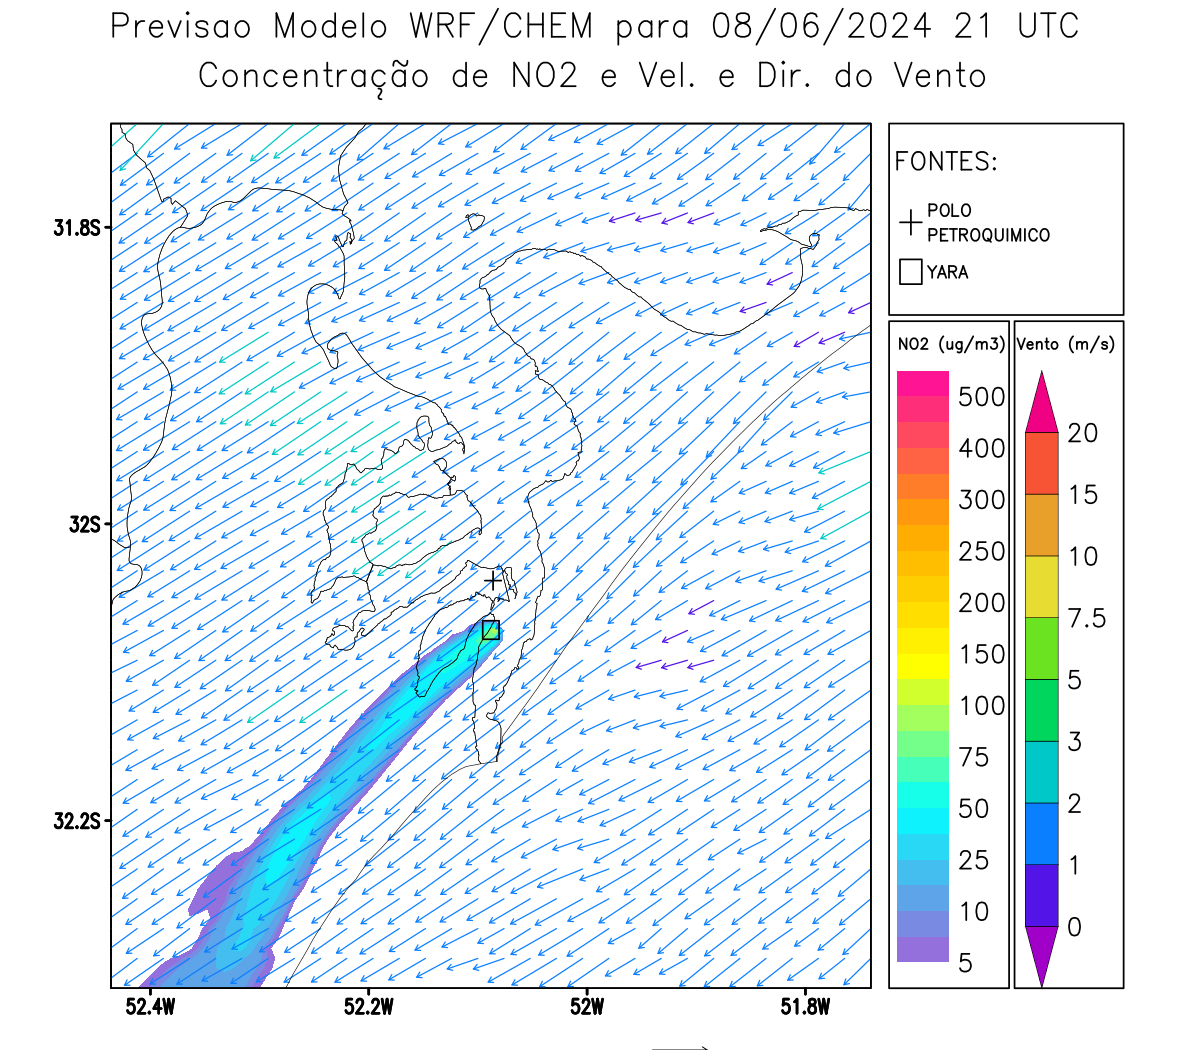 Previsao Modelo WRF/CHEM para 08/06/2024 21 UTC
Concentração de NO2 e Vel. e Dir. do Vento
FONTES:
POLO
PETROQUIMICO
YARA
NO2 (ug/m3)
500
400
300
250
200
150
100
75
50
25
10
5
Vento (m/s)
20
15
10
7.5
5
3
2
1
0
31.8S
32S
32.2S
52.4W
52.2W
52W
51.8W